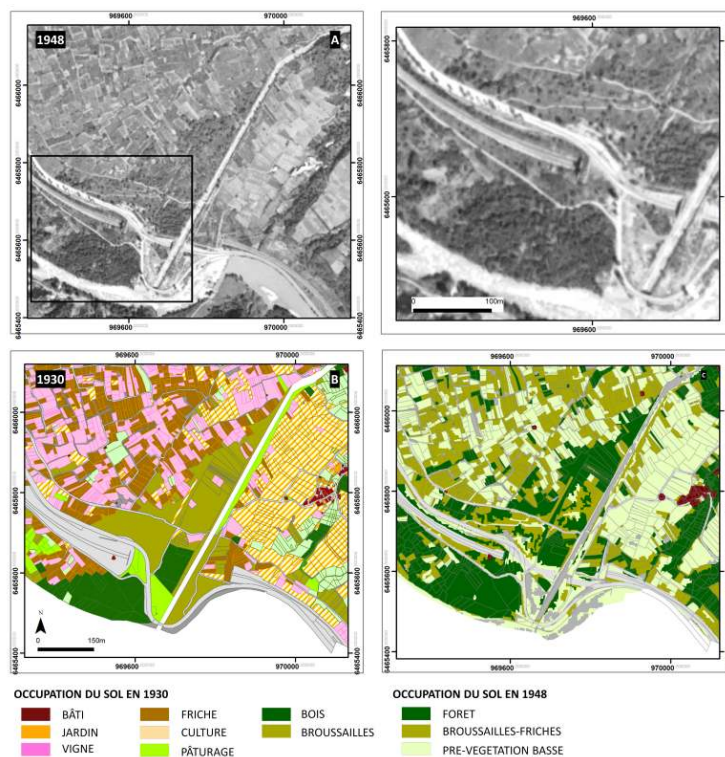 969600 970000
1948 A
6466000
6465800
6465600
6465400
969600 970000
969600
6465800
6465600
0 100m
969600
969600 970000
1930 B
6466000
6465800
6465600
6465400
N
0 150m
969600 970000
969600 970000
C
6466000
6465800
6465600
6465400
969600 970000
OCCUPATION DU SOL EN 1930
BÂTI FRICHE BOIS
JARDIN CULTURE BROUSSAILLES
VIGNE PÂTURAGE
OCCUPATION DU SOL EN 1948
FORET
BROUSSAILLES-FRICHES
PRE-VEGETATION BASSE